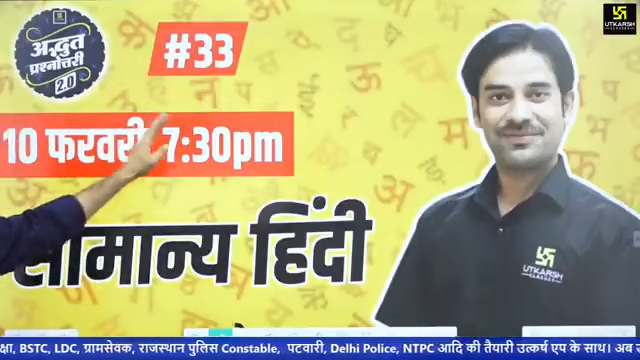 अद्भुत
प्रश्नोत्तरी
2.0
#33
UTKARSH
CLASSES
10 फरवरी 7:30pm
सामान्य हिंदी
UTKARSH
CLASSES
क्षा, BSTC, LDC, ग्रामसेवक, राजस्थान पुलिस Constable, पटवारी, Delhi Police, NTPC आदि की तैयारी उत्कर्ष एप के साथ। अब